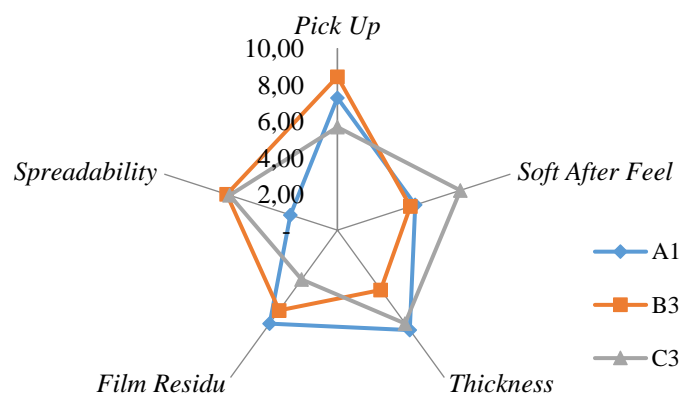 Pick Up
10,00
8,00
6,00
4,00
2,00
-
Spreadability
Soft After Feel
A1
B3
C3
Film Residu
Thickness